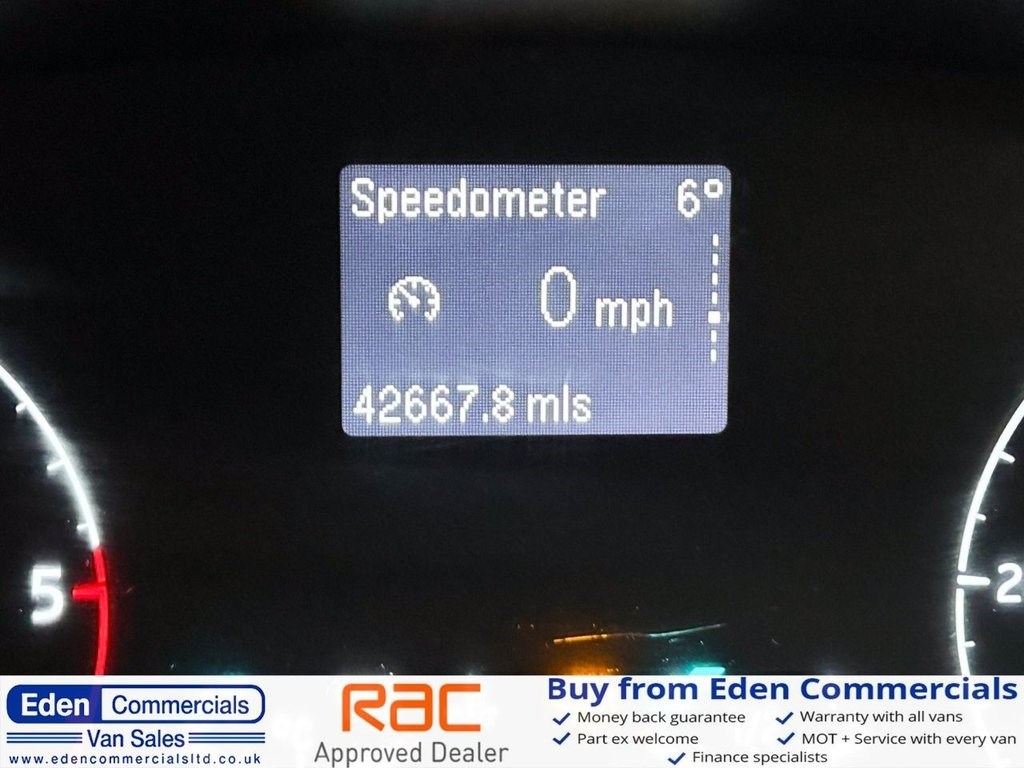 Speedometer 6°
0 mph
42667.8 mls
5
2
Eden Commercials
Van Sales
www.edencommercialsltd.co.uk
RAC
Approved Dealer
Buy from Eden Commercials
Money back guarantee
Warranty with all vans
Part ex welcome
MOT + Service with every van
Finance specialists